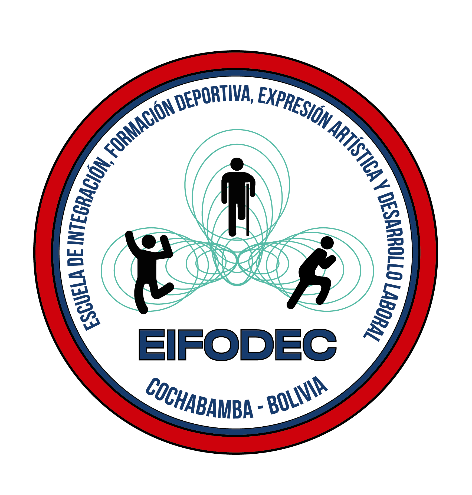 ESCUELA DE INTEGRACIÓN, FORMACIÓN DEPORTIVA, EXPRESIÓN ARTÍSTICA Y DESARROLLO LABORAL
EIFODEC
COCHABAMBA - BOLIVIA